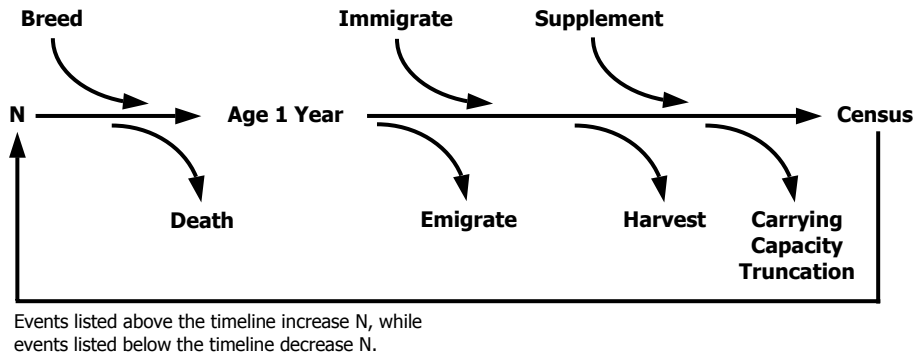 Breed
Immigrate
Supplement
N
Age 1 Year
Census
Death
Emigrate
Harvest
Carrying
Capacity
Truncation
Events listed above the timeline increase N, while
events listed below the timeline decrease N.